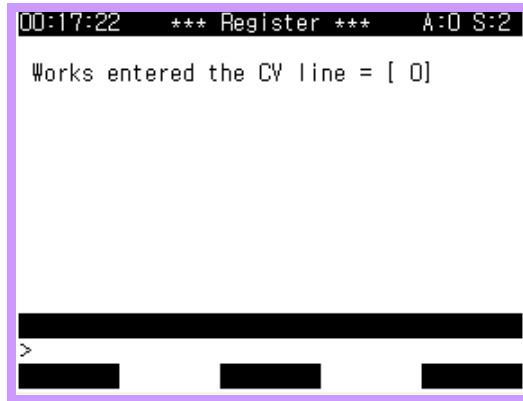 00:17:22 *** Register *** A:0 S:2
Works entered the CV line = [ 0]
>